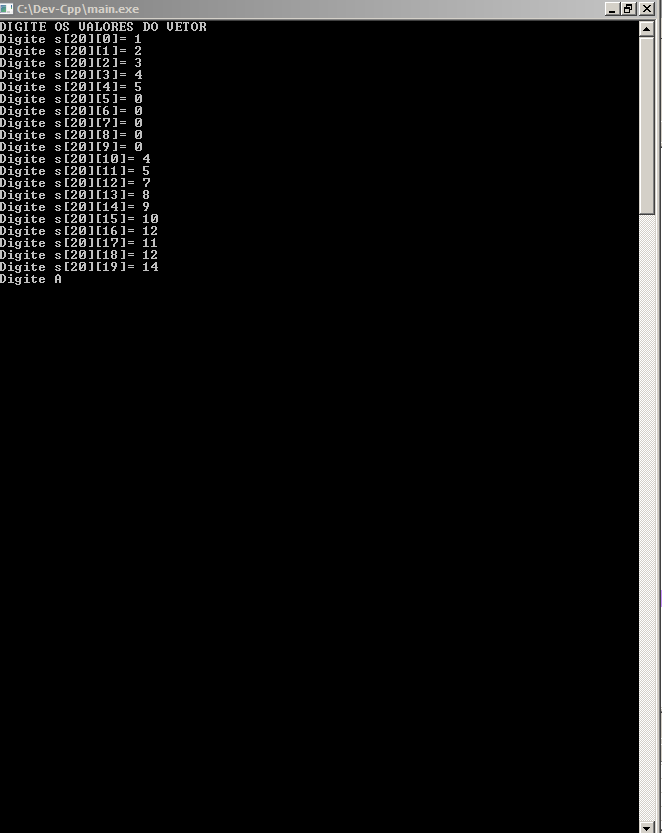 C:\Dev-Cpp\main.exe
DIGITE OS VALORES DO VETOR
Digite s[20][0]= 1
Digite s[20][1]= 2
Digite s[20][2]= 3
Digite s[20][3]= 4
Digite s[20][4]= 5
Digite s[20][5]= 0
Digite s[20][6]= 0
Digite s[20][7]= 0
Digite s[20][8]= 0
Digite s[20][9]= 0
Digite s[20][10]= 4
Digite s[20][11]= 5
Digite s[20][12]= 7
Digite s[20][13]= 8
Digite s[20][14]= 9
Digite s[20][15]= 10
Digite s[20][16]= 12
Digite s[20][17]= 11
Digite s[20][18]= 12
Digite s[20][19]= 14
Digite A